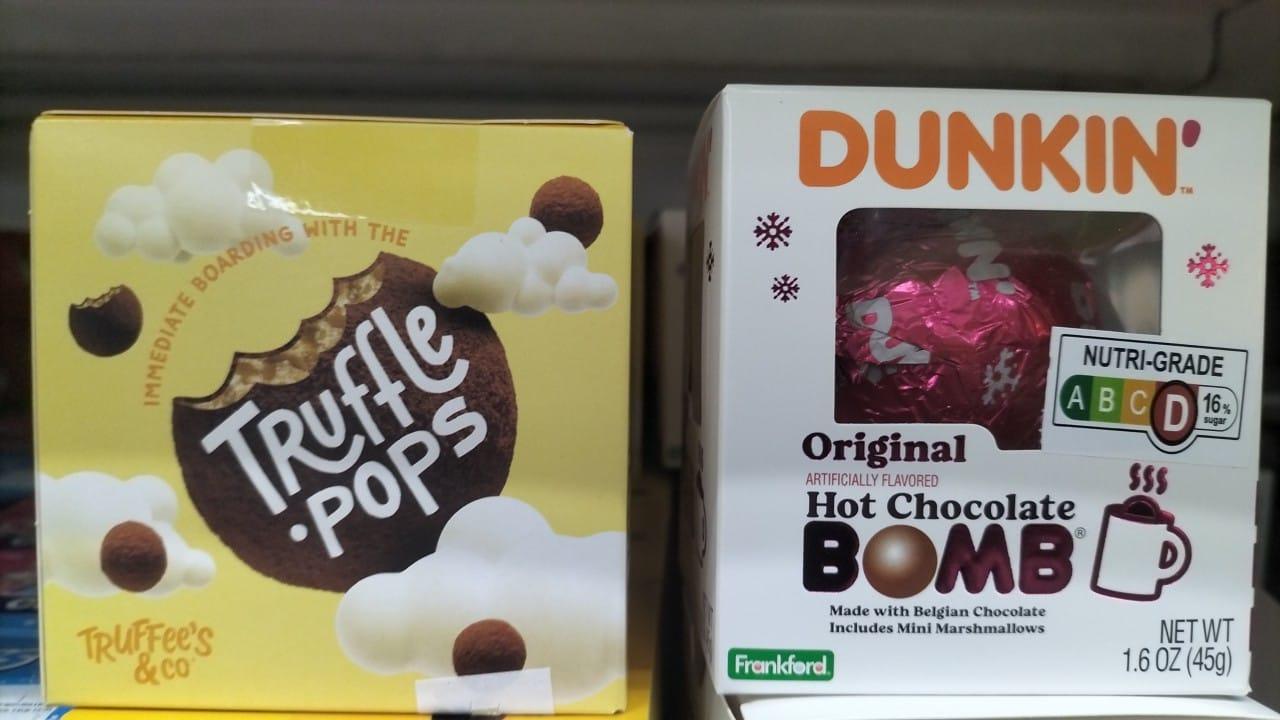 IMMEDIATE BOARDING WITH THE
TRuffle
.POPS
TRUFFee's
& co
DUNKIN'™
NUTRI-GRADE
A B C D 16% sugar
Original
ARTIFICIALLY FLAVORED
Hot Chocolate
BOMB®
Made with Belgian Chocolate
Includes Mini Marshmallows
Frankford.
NET WT
1.6 OZ (45g)